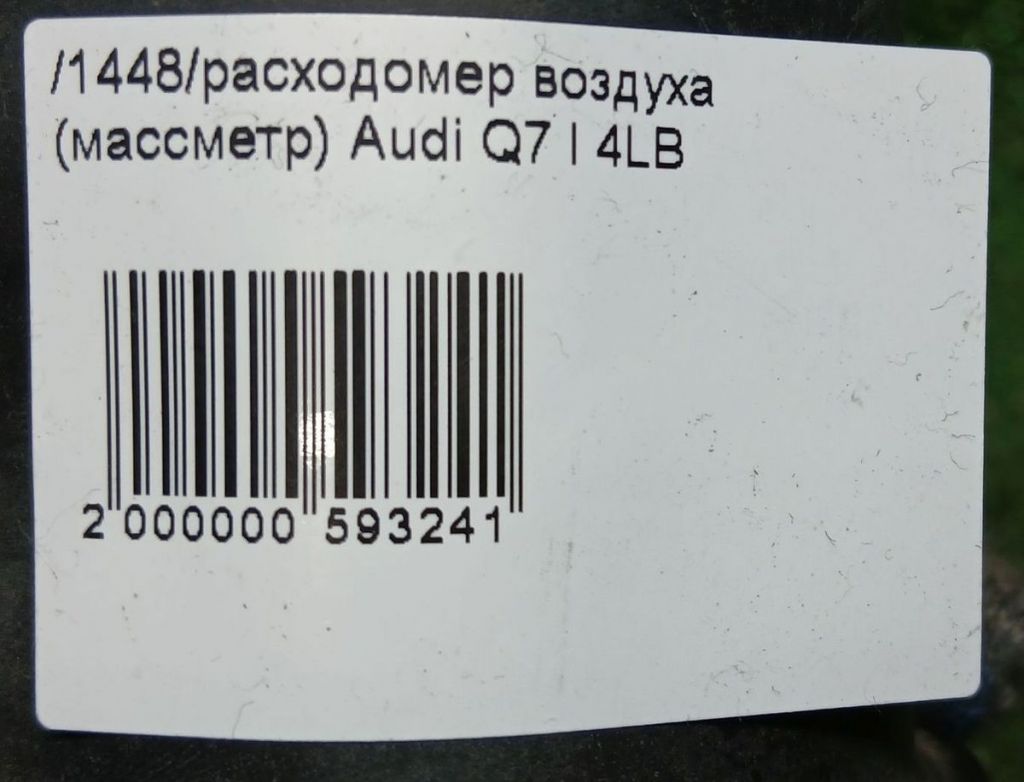 /1448/расходомер воздуха
(массметр) Audi Q7 I 4LB
2 000000 593241